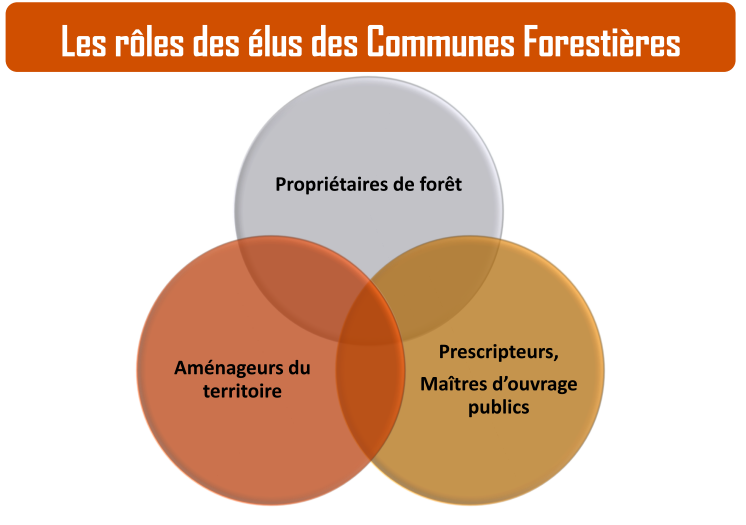 Les rôles des élus des Communes Forestières
Propriétaires de forêt
Aménageurs du
territoire
Prescripteurs,
Maîtres d’ouvrage
publics